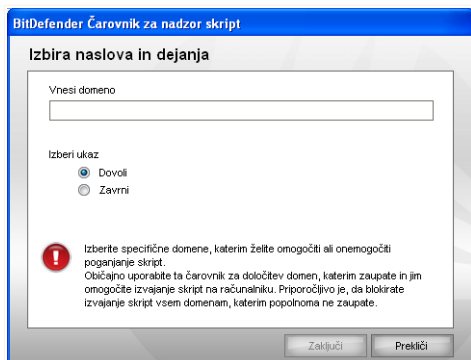 BitDefender Čarovnik za nadzor skript
Izbira naslova in dejanja
Vnesi domeno
Izberi ukaz
Dovoli
Zavrni
Izberite specifične domene, katerim želite omogočiti ali onemogočiti
poganjanje skript.
Običajno uporabite ta čarovnik za določitev domen, katerim zaupate in jim
omogočite izvajanje skript na računalniku. Priporočljivo je, da blokirate
izvajanje skript vsem domenam, katerim popolnoma ne zaupate.
Zaključi
Prekliči